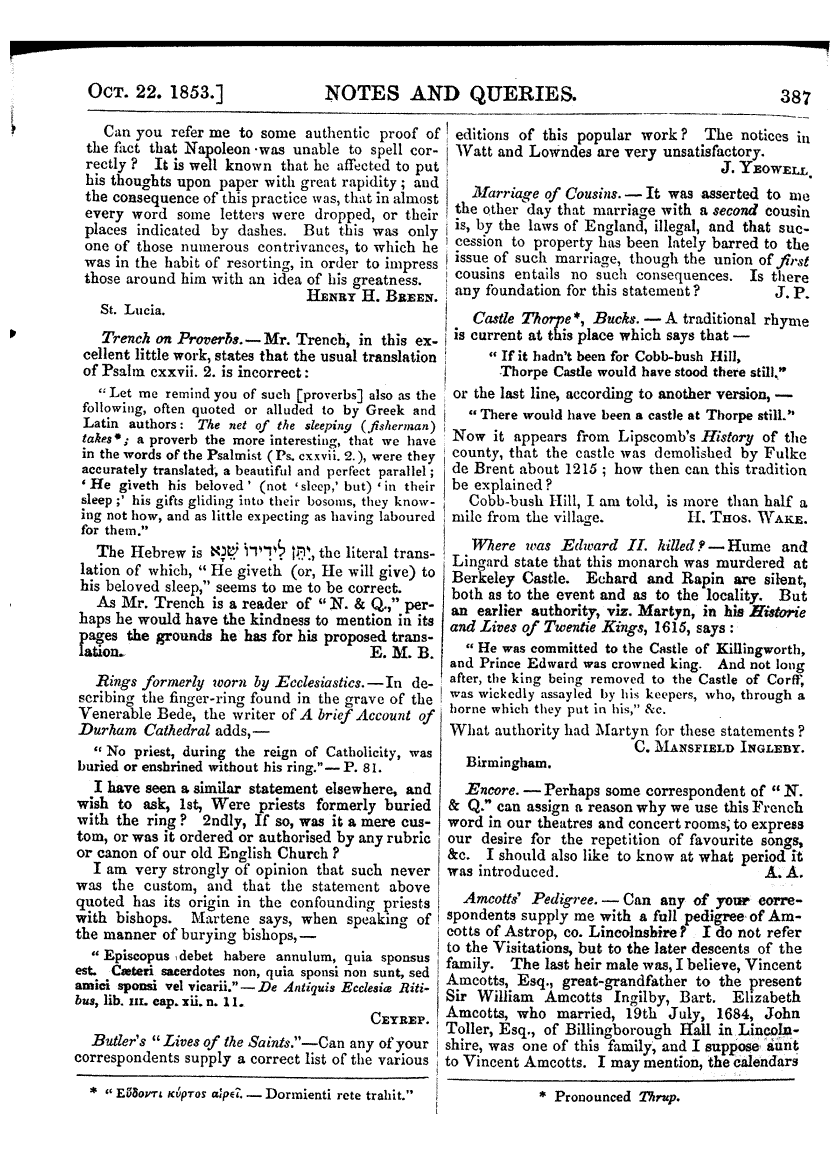 OCT. 22. 1853.] NOTES AND QUERIES. 387
Can you refer me to some authentic proof of
the fact that Napoleon was unable to spell cor-
rectly? It is well known that he affected to put
his thoughts upon paper with great rapidity; and
the consequence of this practice was, that in almost
every word some letters were dropped, or their
places indicated by dashes. But this was only
one of those numerous contrivances, to which he
was in the habit of resorting, in order to impress
those around him with an idea of his greatness.
HENRY H. BREEN.
St. Lucia.
Trench on Proverbs.—Mr. Trench, in this ex-
cellent little work, states that the usual translation
of Psalm cxxvii. 2. is incorrect:
"Let me remind you of such [proverbs] also as the
following, often quoted or alluded to by Greek and
Latin authors: The net of the sleeping (fisherman)
takes*; a proverb the more interesting, that we have
in the words of the Psalmist (Ps. cxxvii. 2.), were they
accurately translated, a beautiful and perfect parallel;
'He giveth his beloved' (not 'sleep,' but) 'in their
sleep;' his gifts gliding into their bosoms, they know-
ing not how, and as little expecting as having laboured
for them."
The Hebrew is יִתֵּן לִידִידוֹ שֵׁנָא, the literal trans-
lation of which, "He giveth (or, He will give) to
his beloved sleep," seems to me to be correct.
As Mr. Trench is a reader of "N. & Q.," per-
haps he would have the kindness to mention in its
pages the grounds he has for his proposed trans-
lation. E. M. B.
Rings formerly worn by Ecclesiastics.—In de-
scribing the finger-ring found in the grave of the
Venerable Bede, the writer of A brief Account of
Durham Cathedral adds,—
"No priest, during the reign of Catholicity, was
buried or enshrined without his ring."—P. 81.
I have seen a similar statement elsewhere, and
wish to ask, 1st, Were priests formerly buried
with the ring? 2ndly, If so, was it a mere cus-
tom, or was it ordered or authorised by any rubric
or canon of our old English Church?
I am very strongly of opinion that such never
was the custom, and that the statement above
quoted has its origin in the confounding priests
with bishops. Martene says, when speaking of
the manner of burying bishops,—
"Episcopus debet habere annulum, quia sponsus
est. Cæteri sacerdotes non, quia sponsi non sunt, sed
amici sponsi vel vicarii."—De Antiquis Ecclesiæ Riti-
bus, lib. III. cap. xii. n. 11.
CEYREP.
Butler's "Lives of the Saints."—Can any of your
correspondents supply a correct list of the various
* "Εὕδοντι κύρτος αἱρεῖ.—Dormienti rete trahit."
editions of this popular work? The notices in
Watt and Lowndes are very unsatisfactory.
J. YEOWELL.
Marriage of Cousins.—It was asserted to me
the other day that marriage with a second cousin
is, by the laws of England, illegal, and that suc-
cession to property has been lately barred to the
issue of such marriage, though the union of first
cousins entails no such consequences. Is there
any foundation for this statement? J. P.
Castle Thorpe*, Bucks.—A traditional rhyme
is current at this place which says that—
"If it hadn't been for Cobb-bush Hill,
Thorpe Castle would have stood there still,"
or the last line, according to another version,—
"There would have been a castle at Thorpe still."
Now it appears from Lipscomb's History of the
county, that the castle was demolished by Fulke
de Brent about 1215; how then can this tradition
be explained?
Cobb-bush Hill, I am told, is more than half a
mile from the village. H. THOS. WAKE.
Where was Edward II. killed?—Hume and
Lingard state that this monarch was murdered at
Berkeley Castle. Echard and Rapin are silent,
both as to the event and as to the locality. But
an earlier authority, viz. Martyn, in his Historie
and Lives of Twentie Kings, 1615, says:
"He was committed to the Castle of Killingworth,
and Prince Edward was crowned king. And not long
after, the king being removed to the Castle of Corff,
was wickedly assayled by his keepers, who, through a
horne which they put in his," &c.
What authority had Martyn for these statements?
C. MANSFIELD INGLEBY.
Birmingham.
Encore.—Perhaps some correspondent of "N.
& Q." can assign a reason why we use this French
word in our theatres and concert rooms, to express
our desire for the repetition of favourite songs,
&c. I should also like to know at what period it
was introduced. A. A.
Amcotts' Pedigree.—Can any of your corre-
spondents supply me with a full pedigree of Am-
cotts of Astrop, co. Lincolnshire? I do not refer
to the Visitations, but to the later descents of the
family. The last heir male was, I believe, Vincent
Amcotts, Esq., great-grandfather to the present
Sir William Amcotts Ingilby, Bart. Elizabeth
Amcotts, who married, 19th July, 1684, John
Toller, Esq., of Billingborough Hall in Lincoln-
shire, was one of this family, and I suppose aunt
to Vincent Amcotts. I may mention, the calendars
* Pronounced Thrup.